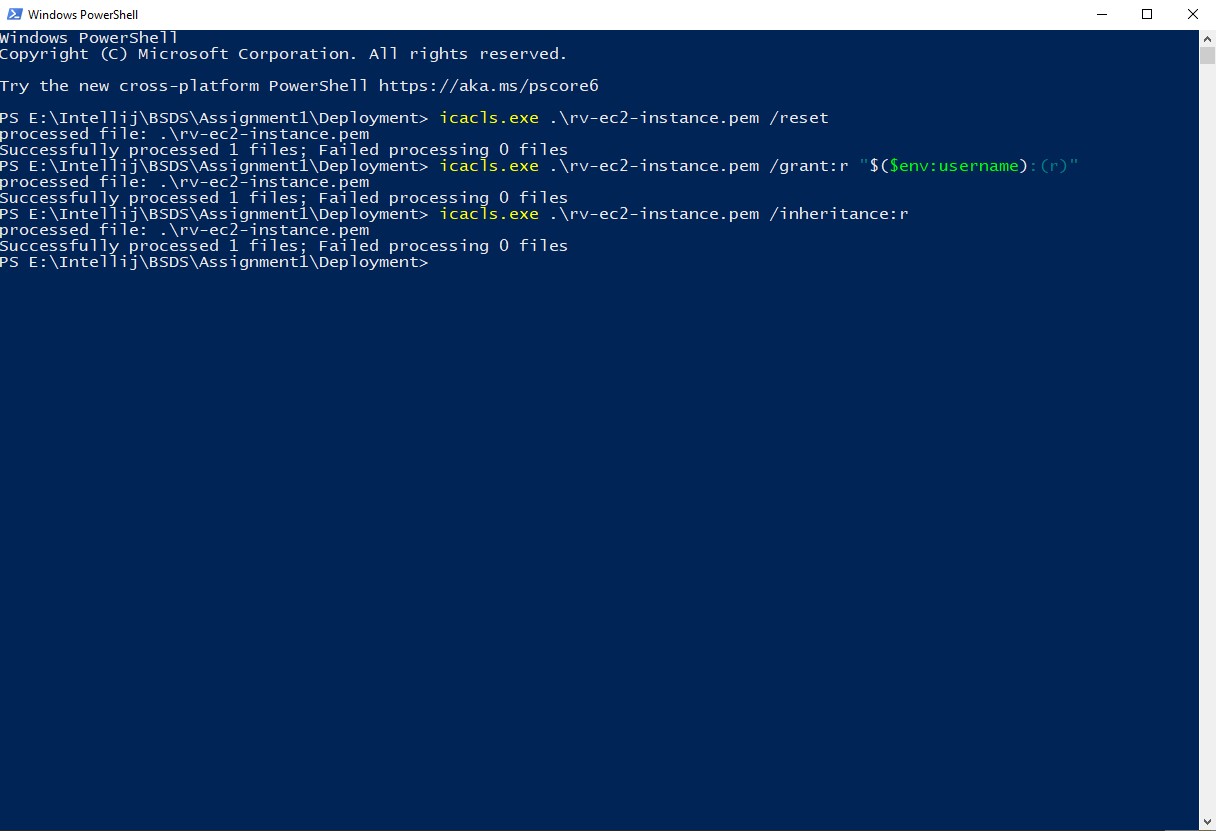 Windows PowerShell
Windows PowerShell
Copyright (C) Microsoft Corporation. All rights reserved.
Try the new cross-platform PowerShell https://aka.ms/pscore6
PS E:\Intellij\BSDS\Assignment1\Deployment> icacls.exe .\rv-ec2-instance.pem /reset
processed file: .\rv-ec2-instance.pem
Successfully processed 1 files; Failed processing 0 files
PS E:\Intellij\BSDS\Assignment1\Deployment> icacls.exe .\rv-ec2-instance.pem /grant:r "$($env:username):(r)"
processed file: .\rv-ec2-instance.pem
Successfully processed 1 files; Failed processing 0 files
PS E:\Intellij\BSDS\Assignment1\Deployment> icacls.exe .\rv-ec2-instance.pem /inheritance:r
processed file: .\rv-ec2-instance.pem
Successfully processed 1 files; Failed processing 0 files
PS E:\Intellij\BSDS\Assignment1\Deployment>